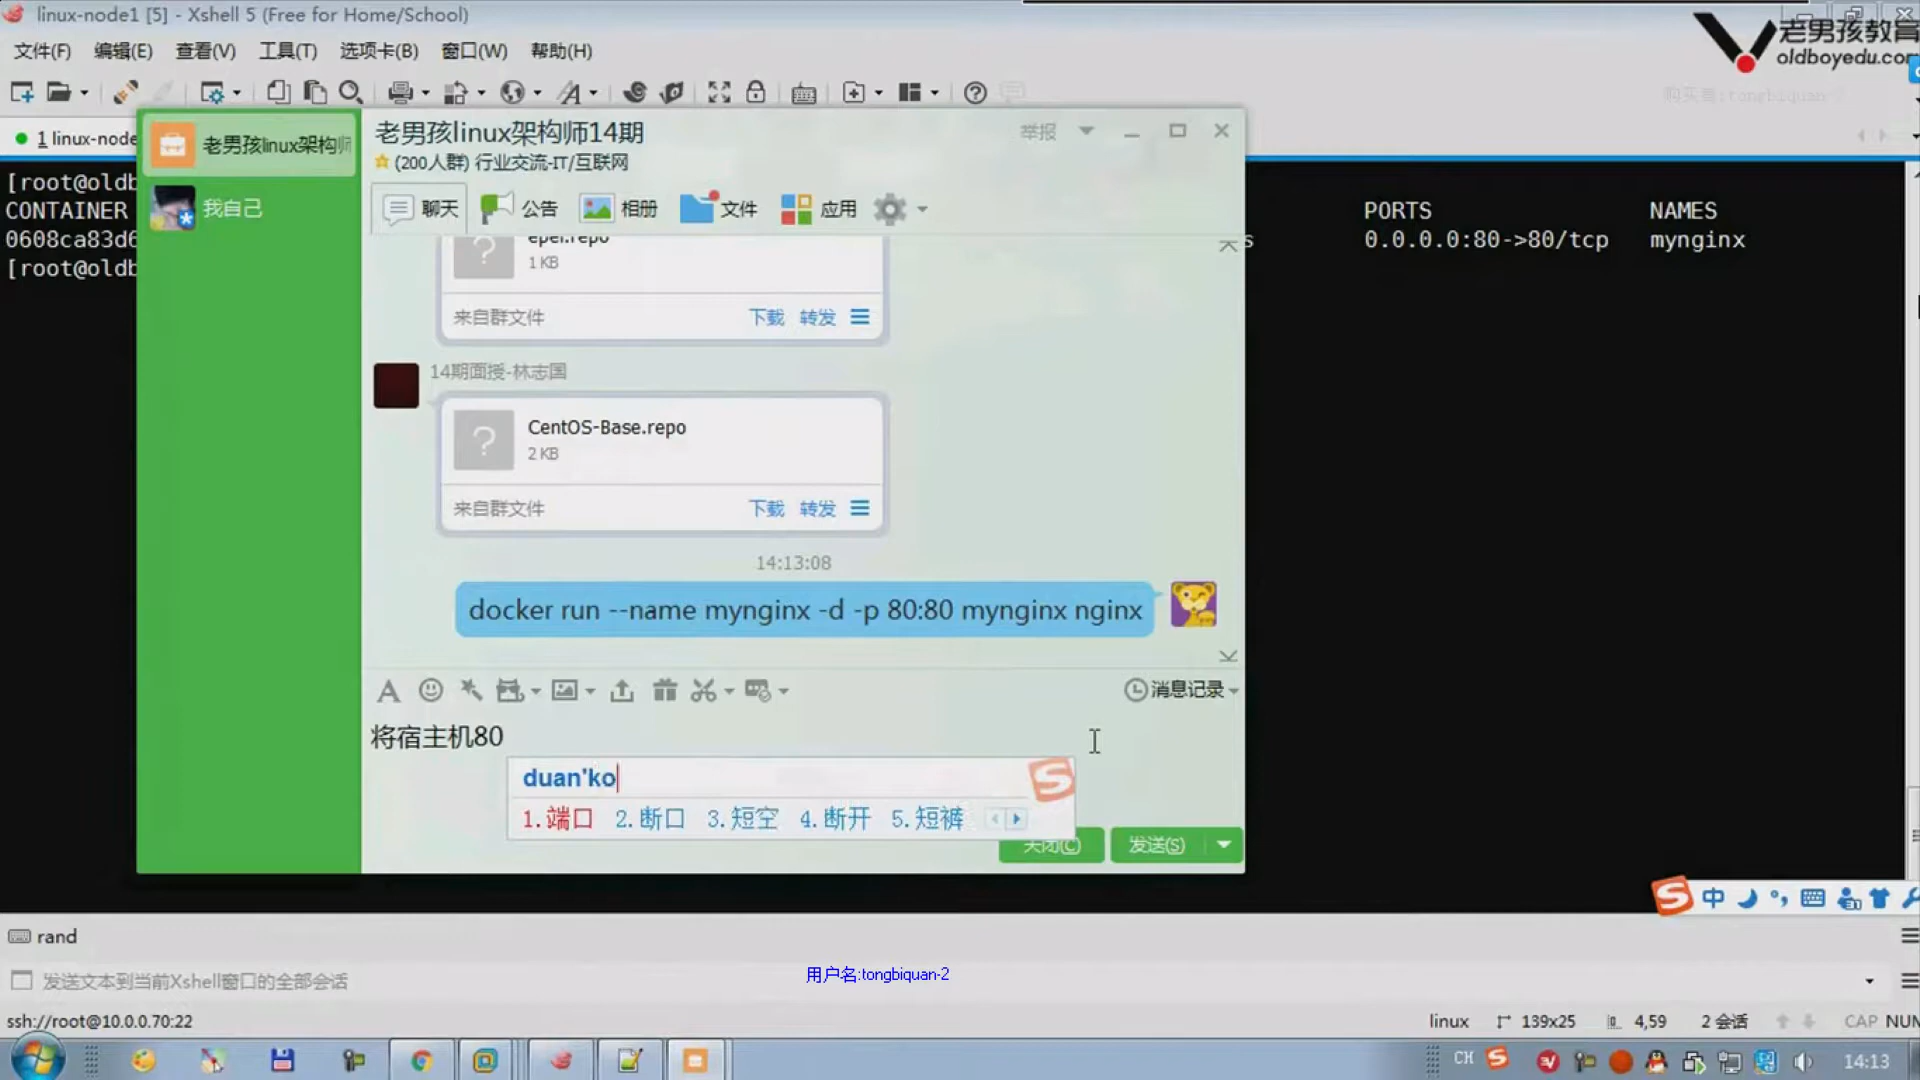 linux-node1 [5] - Xshell 5 (Free for Home/School)
文件(F) 编辑(E) 查看(V) 工具(T) 选项卡(B) 窗口(W) 帮助(H)
老男孩教育
oldboyedu.com
购买者:tongbiquan
1 linux-node
[root@oldb
CONTAINER PORTS NAMES
0608ca83d6 s 0.0.0.0:80->80/tcp mynginx
[root@oldb
老男孩linux架构师
我自己
老男孩linux架构师14期
举报
(200人群) 行业交流-IT/互联网
聊天 公告 相册 文件 应用
epel.repo
1 KB
来自群文件 下载 转发
14期面授-林志国
CentOS-Base.repo
2 KB
来自群文件 下载 转发
14:13:08
docker run --name mynginx -d -p 80:80 mynginx nginx
消息记录
将宿主机80
duan'ko
1.端口 2.断口 3.短空 4.断开 5.短裤
关闭(C) 发送(S)
中
rand
发送文本到当前Xshell窗口的全部会话
用户名:tongbiquan-2
ssh://root@10.0.0.70:22 linux 139x25 4,59 2 会话 CAP NUM
CH 14:13